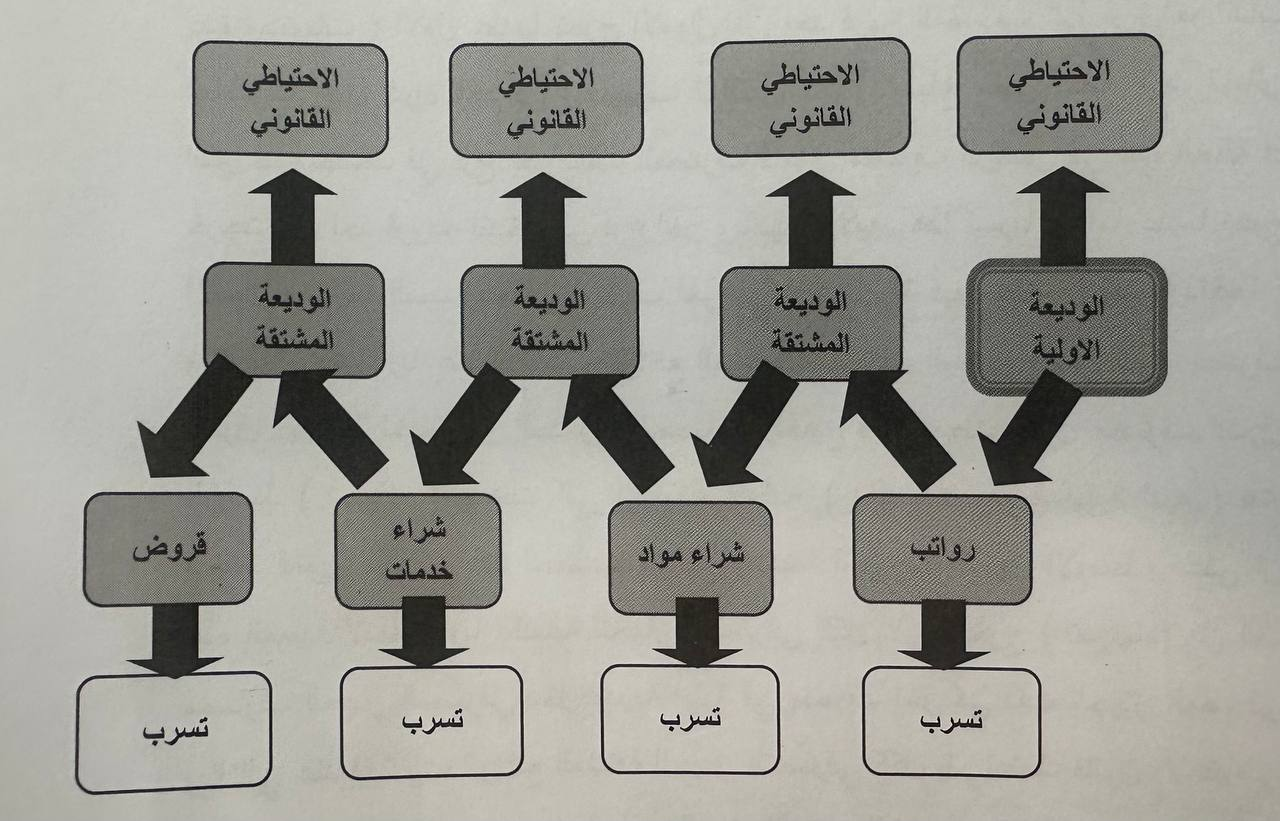 الاحتياطي
القانوني
الاحتياطي
القانوني
الاحتياطي
القانوني
الاحتياطي
القانوني
الوديعة
الاولية
الوديعة
المشتقة
الوديعة
المشتقة
الوديعة
المشتقة
رواتب
شراء مواد
شراء
خدمات
قروض
تسرب
تسرب
تسرب
تسرب